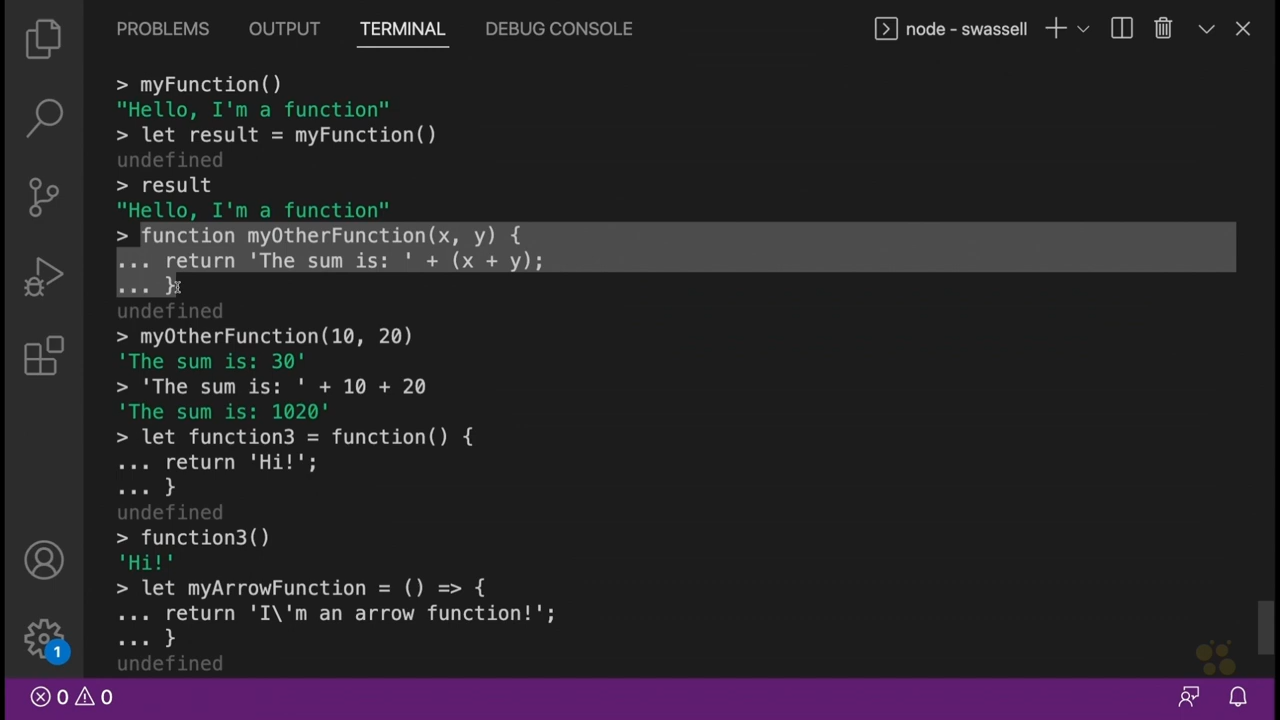 PROBLEMS OUTPUT TERMINAL DEBUG CONSOLE node - swassell
> myFunction()
"Hello, I'm a function"
> let result = myFunction()
undefined
> result
"Hello, I'm a function"
> function myOtherFunction(x, y) {
... return 'The sum is: ' + (x + y);
... }
undefined
> myOtherFunction(10, 20)
'The sum is: 30'
> 'The sum is: ' + 10 + 20
'The sum is: 1020'
> let function3 = function() {
... return 'Hi!';
... }
undefined
> function3()
'Hi!'
> let myArrowFunction = () => {
... return 'I\'m an arrow function!';
... }
undefined
1
0 0